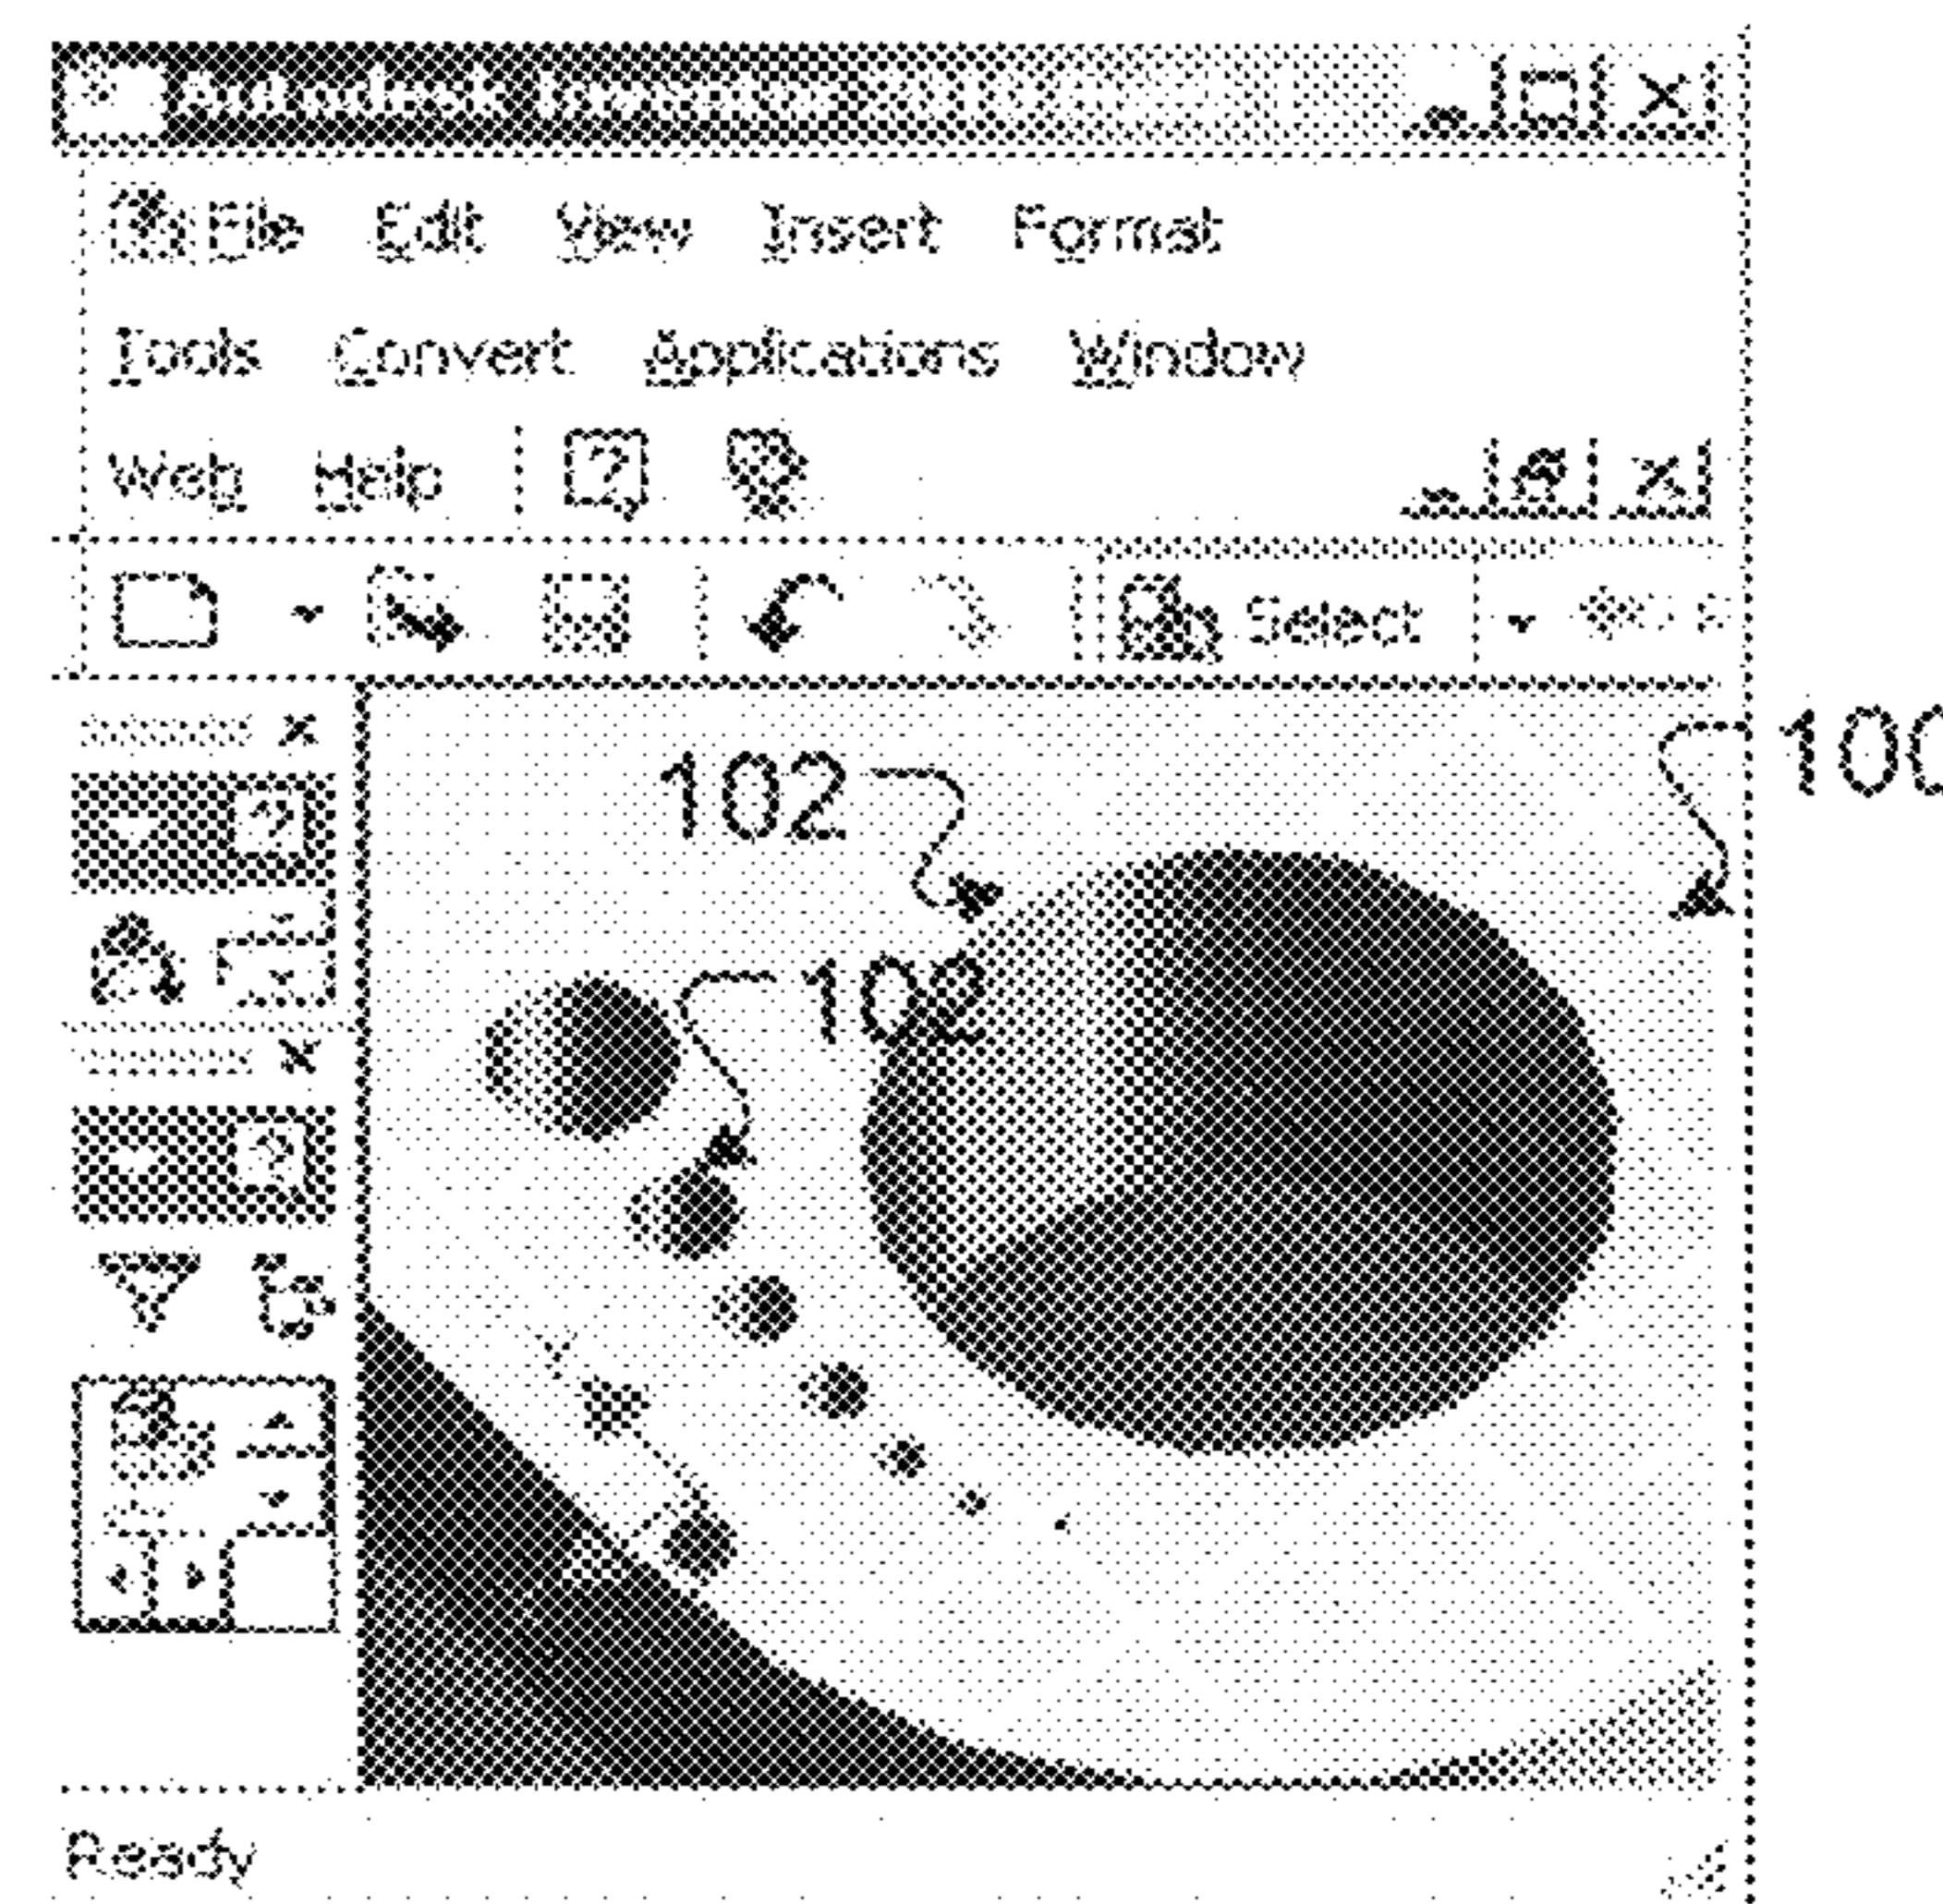 File Edit View Insert Format
Tools Convert Applications Window
Web Help
Select
102
100
102
Ready